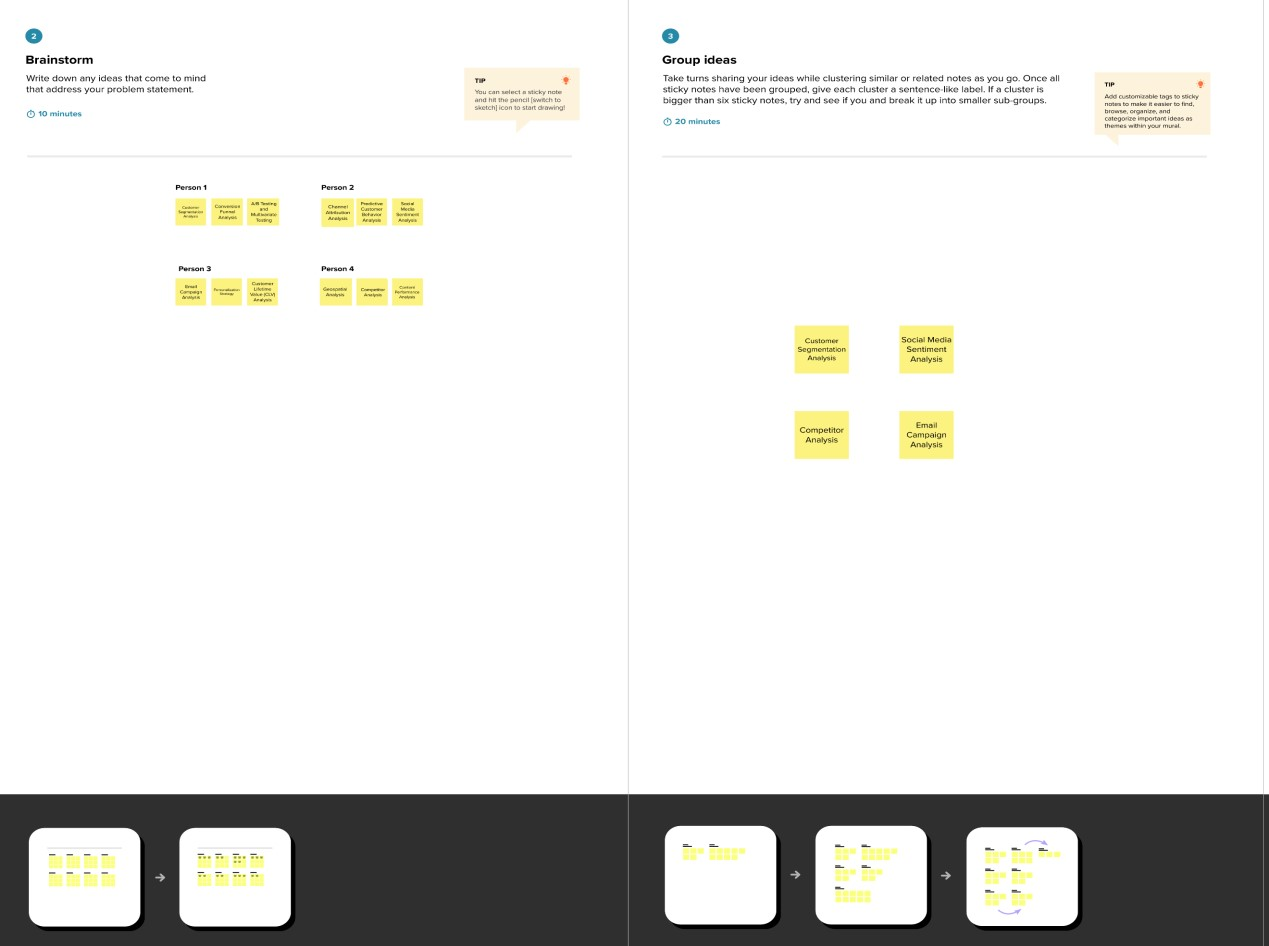 2
Brainstorm
Write down any ideas that come to mind
that address your problem statement.
10 minutes
TIP
You can select a sticky note
and hit the pencil [switch to
sketch] icon to start drawing!
Person 1
Customer
Segmentation
Analysis
Conversion
Funnel
Analysis
A/B Testing
and
Multivariate
Testing
Person 2
Channel
Attribution
Analysis
Predictive
Customer
Behavior
Analysis
Social
Media
Sentiment
Analysis
Person 3
Email
Campaign
Analysis
Personalization
Strategy
Customer
Lifetime
Value (CLV)
Analysis
Person 4
Geospatial
Analysis
Competitor
Analysis
Content
Performance
Analysis
3
Group ideas
Take turns sharing your ideas while clustering similar or related notes as you go. Once all
sticky notes have been grouped, give each cluster a sentence-like label. If a cluster is
bigger than six sticky notes, try and see if you and break it up into smaller sub-groups.
20 minutes
TIP
Add customizable tags to sticky
notes to make it easier to find,
browse, organize, and
categorize important ideas as
themes within your mural.
Customer
Segmentation
Analysis
Social Media
Sentiment
Analysis
Competitor
Analysis
Email
Campaign
Analysis